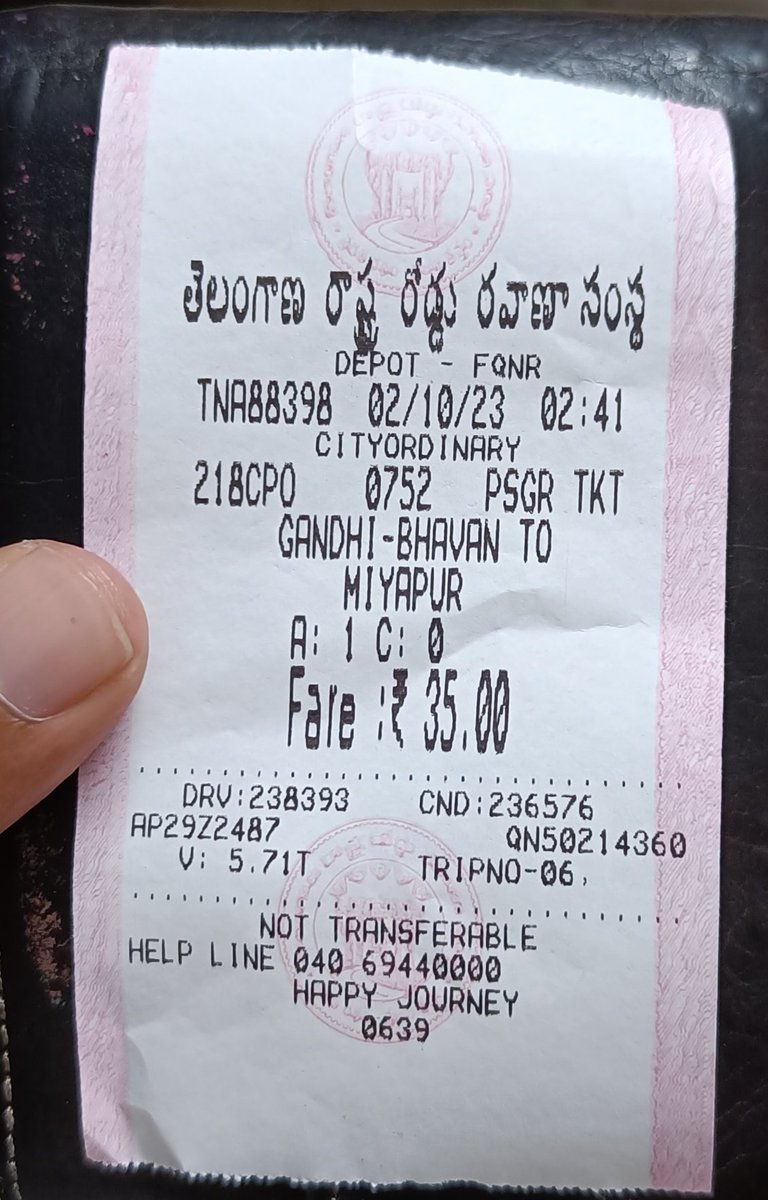 తెలంగాణ రాష్ట్ర రోడ్డు రవాణా సంస్థ
DEPOT - FQNR
TNA88398 02/10/23 02:41
CITYORDINARY
218CPO 0752 PSGR TKT
GANDHI-BHAVAN TO
MIYAPUR
A: 1 C: 0
Fare :₹ 35.00
DRV:238393 CND:236576
AP29Z2487 QN50214360
V: 5.71T TRIPNO-06,
NOT TRANSFERABLE
HELP LINE 040 69440000
HAPPY JOURNEY
0639